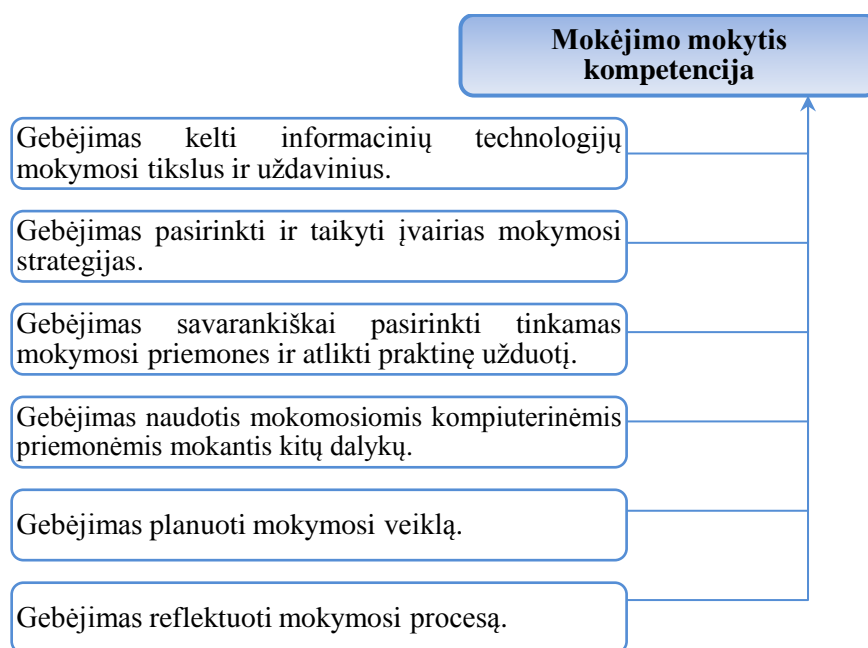 Mokėjimo mokytis
kompetencija
Gebėjimas kelti informacinių technologijų
mokymosi tikslus ir uždavinius.
Gebėjimas pasirinkti ir taikyti įvairias mokymosi
strategijas.
Gebėjimas savarankiškai pasirinkti tinkamas
mokymosi priemones ir atlikti praktinę užduotį.
Gebėjimas naudotis mokomosiomis kompiuterinėmis
priemonėmis mokantis kitų dalykų.
Gebėjimas planuoti mokymosi veiklą.
Gebėjimas reflektuoti mokymosi procesą.